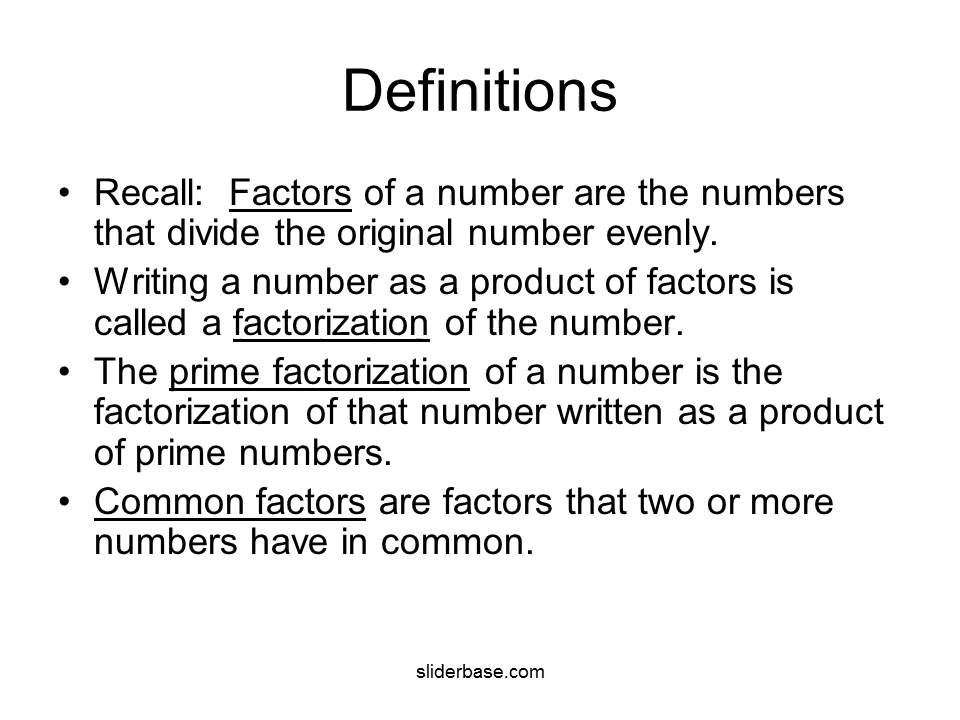 Definitions
• Recall:  Factors of a number are the numbers
that divide the original number evenly.
• Writing a number as a product of factors is
called a factorization of the number.
• The prime factorization of a number is the
factorization of that number written as a product
of prime numbers.
• Common factors are factors that two or more
numbers have in common.
sliderbase.com